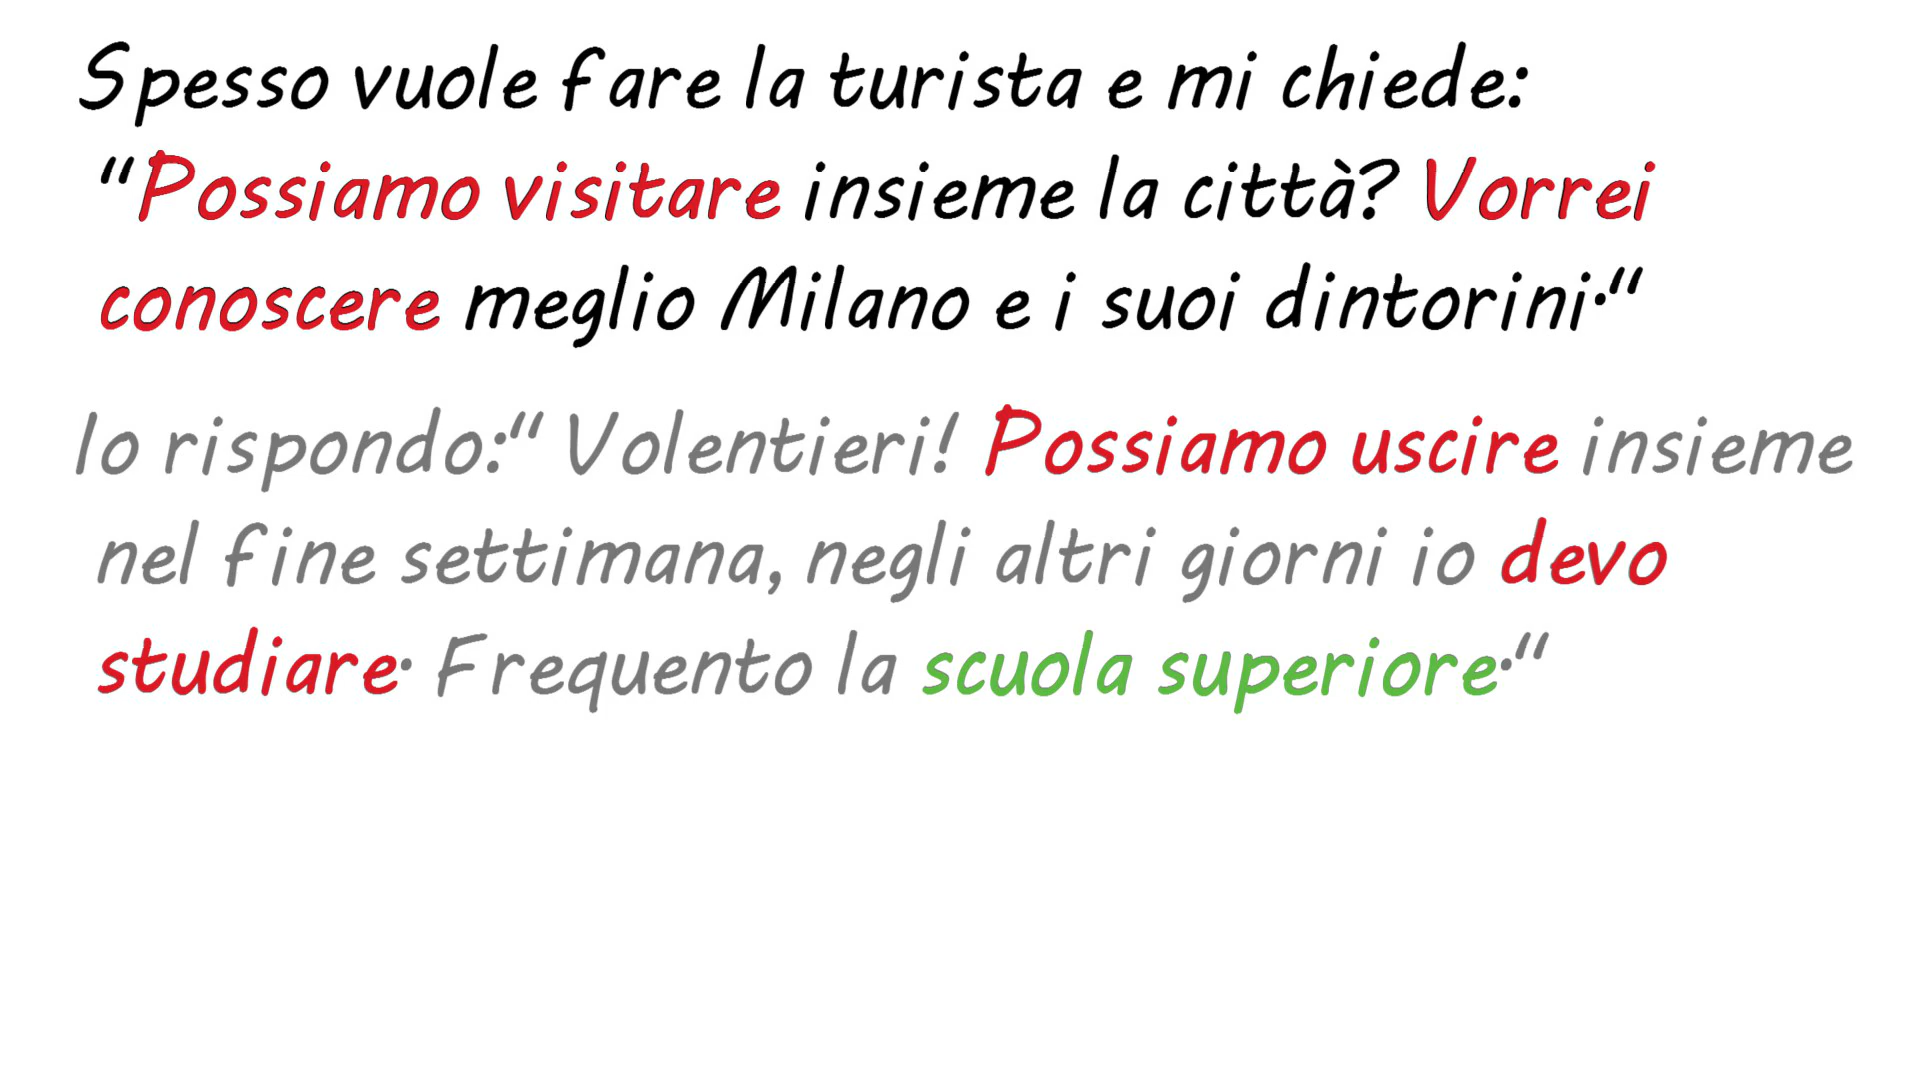 Spesso vuole fare la turista e mi chiede:
“Possiamo visitare insieme la città? Vorrei
conoscere meglio Milano e i suoi dintorini.“
Io rispondo:“ Volentieri! Possiamo uscire insieme
nel fine settimana, negli altri giorni io devo
studiare. Frequento la scuola superiore.“